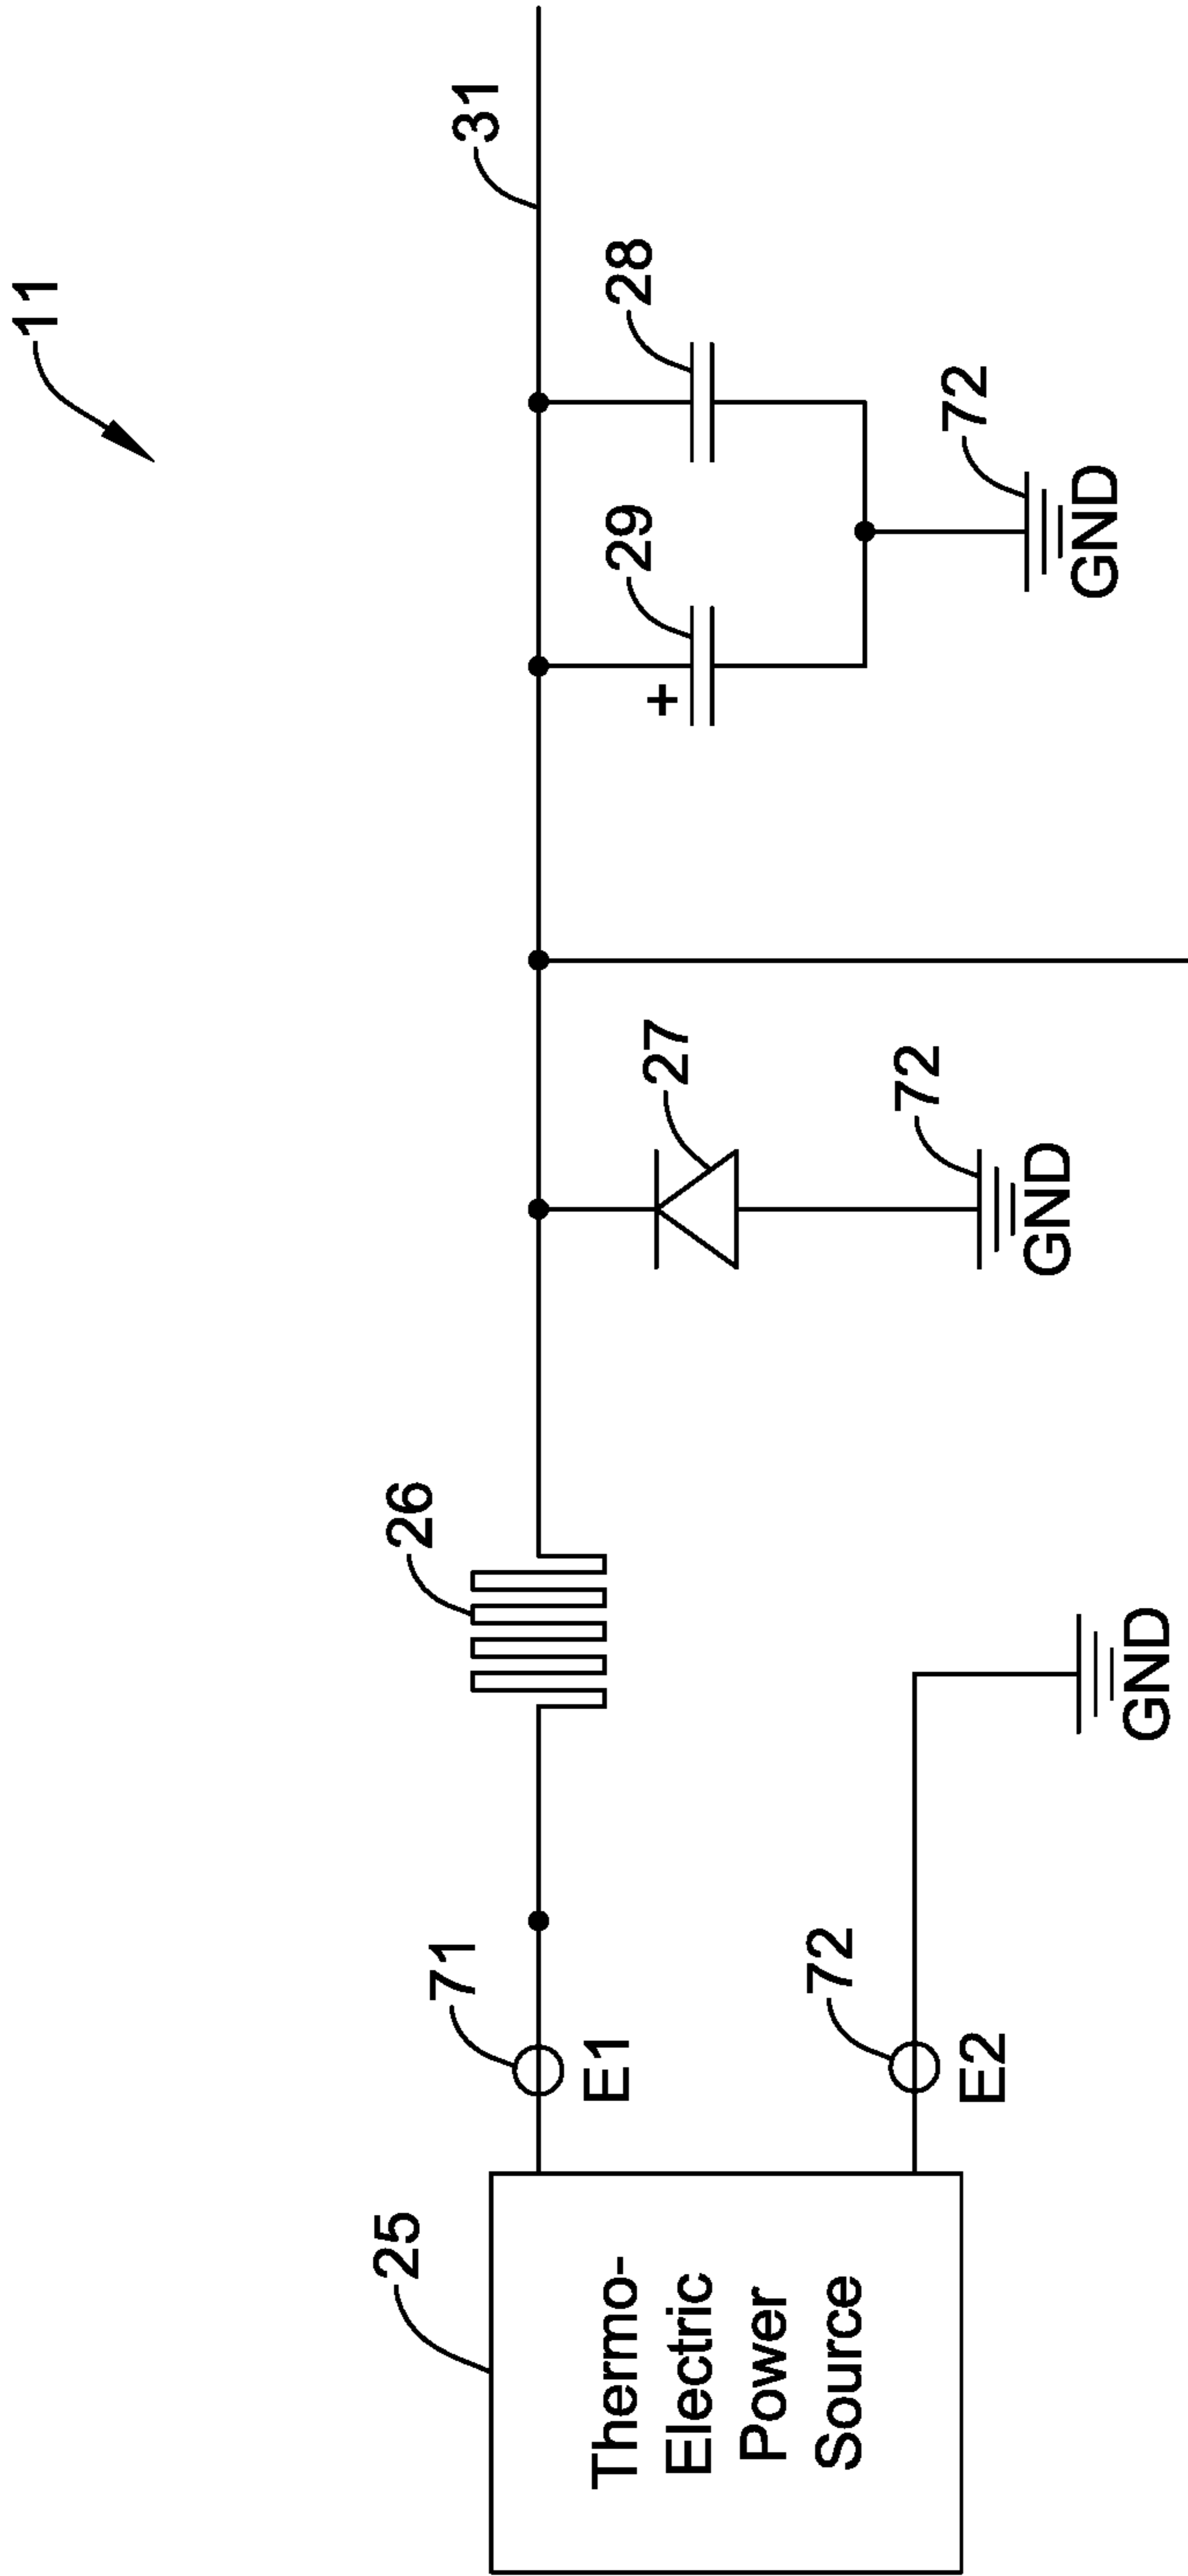 11
31
28
29
72
GND
27
72
GND
26
71
E1
72
E2
GND
25
Thermo-
Electric
Power
Source